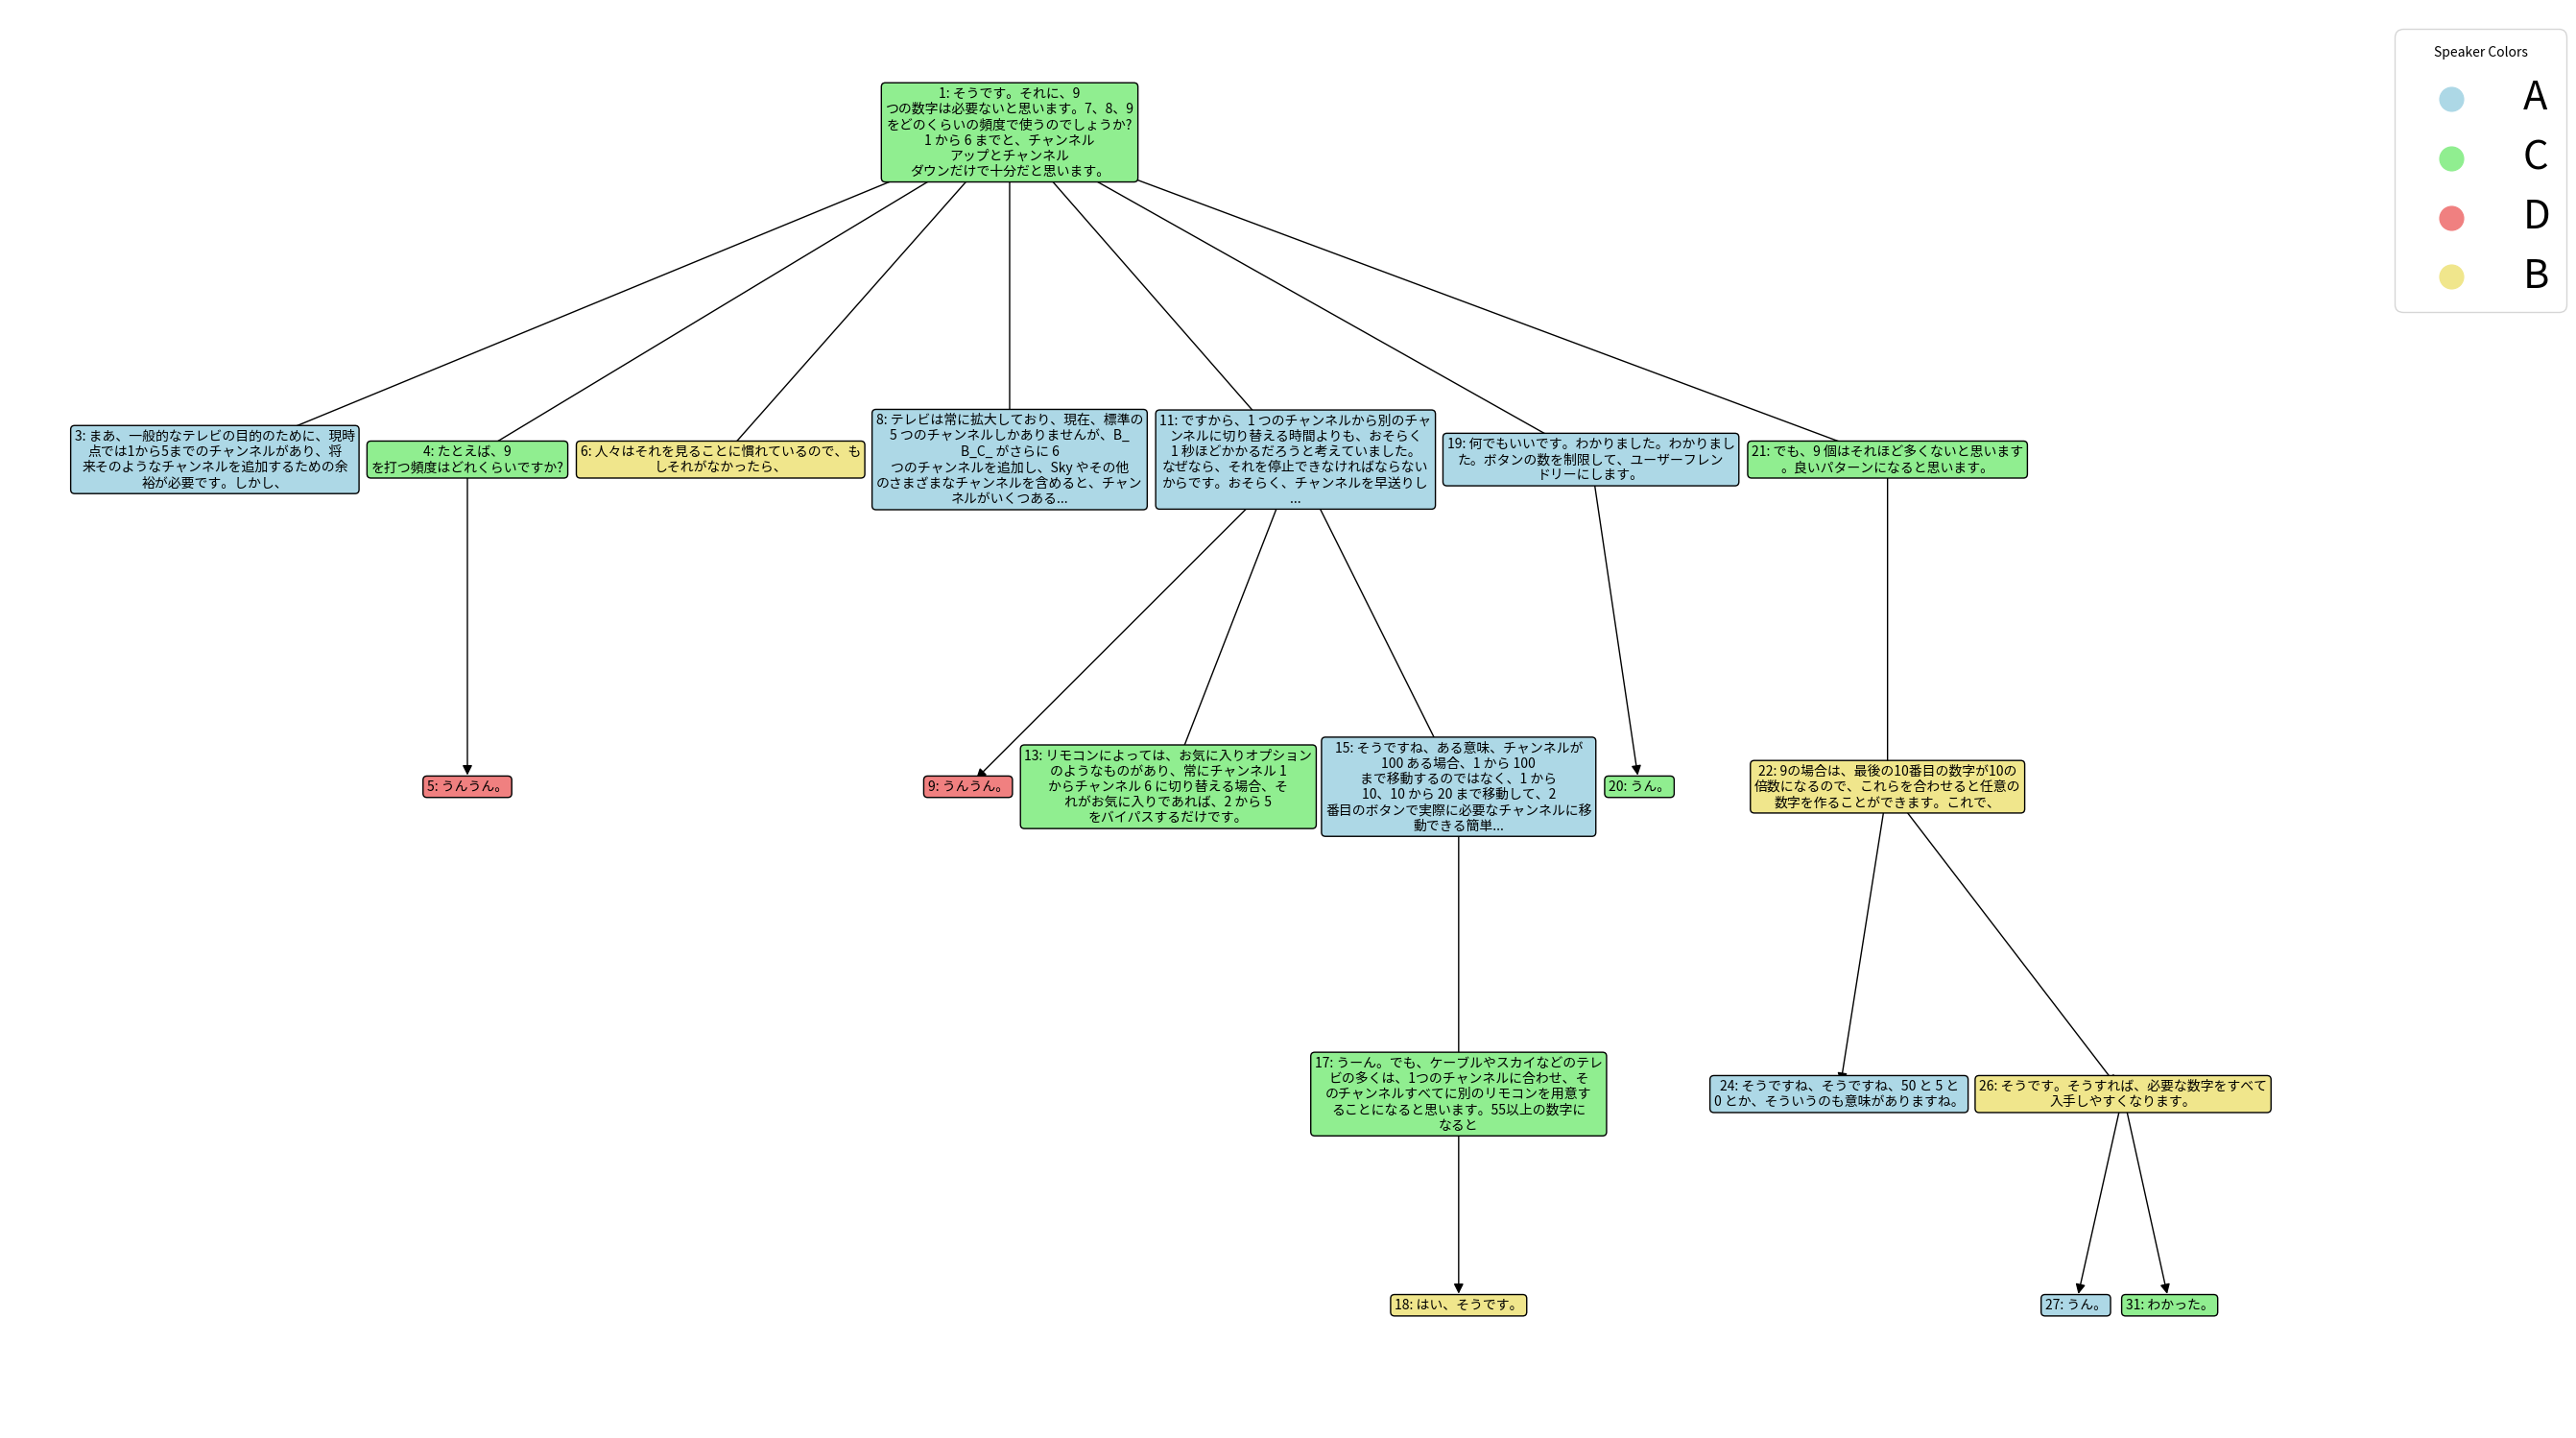 Speaker Colors
A
C
D
B
1: そうです。それに、9
つの数字は必要ないと思います。7、8、9
をどのくらいの頻度で使うのでしょうか?
1 から 6 までと、チャンネル
アップとチャンネル
ダウンだけで十分だと思います。
3: まあ、一般的なテレビの目的のために、現時
点では1から5までのチャンネルがあり、将
来そのようなチャンネルを追加するための余
裕が必要です。しかし、
4: たとえば、9
を打つ頻度はどれくらいですか?
6: 人々はそれを見ることに慣れているので、も
しそれがなかったら、
8: テレビは常に拡大しており、現在、標準の
5 つのチャンネルしかありませんが、B_
B_C_ がさらに 6
つのチャンネルを追加し、Sky やその他
のさまざまなチャンネルを含めると、チャン
ネルがいくつある...
11: ですから、1 つのチャンネルから別のチャ
ンネルに切り替える時間よりも、おそらく
1 秒ほどかかるだろうと考えていました。
なぜなら、それを停止できなければならない
からです。おそらく、チャンネルを早送りし
...
19: 何でもいいです。わかりました。わかりまし
た。ボタンの数を制限して、ユーザーフレン
ドリーにします。
21: でも、9 個はそれほど多くないと思います
。良いパターンになると思います。
5: うんうん。
9: うんうん。
13: リモコンによっては、お気に入りオプション
のようなものがあり、常にチャンネル 1
からチャンネル 6 に切り替える場合、そ
れがお気に入りであれば、2 から 5
をバイパスするだけです。
15: そうですね、ある意味、チャンネルが
100 ある場合、1 から 100
まで移動するのではなく、1 から
10、10 から 20 まで移動して、2
番目のボタンで実際に必要なチャンネルに移
動できる簡単...
20: うん。
22: 9の場合は、最後の10番目の数字が10の
倍数になるので、これらを合わせると任意の
数字を作ることができます。これで、
17: うーん。でも、ケーブルやスカイなどのテレ
ビの多くは、1つのチャンネルに合わせ、そ
のチャンネルすべてに別のリモコンを用意す
ることになると思います。55以上の数字に
なると
24: そうですね、そうですね、50 と 5 と
0 とか、そういうのも意味がありますね。
26: そうです。そうすれば、必要な数字をすべて
入手しやすくなります。
18: はい、そうです。
27: うん。
31: わかった。